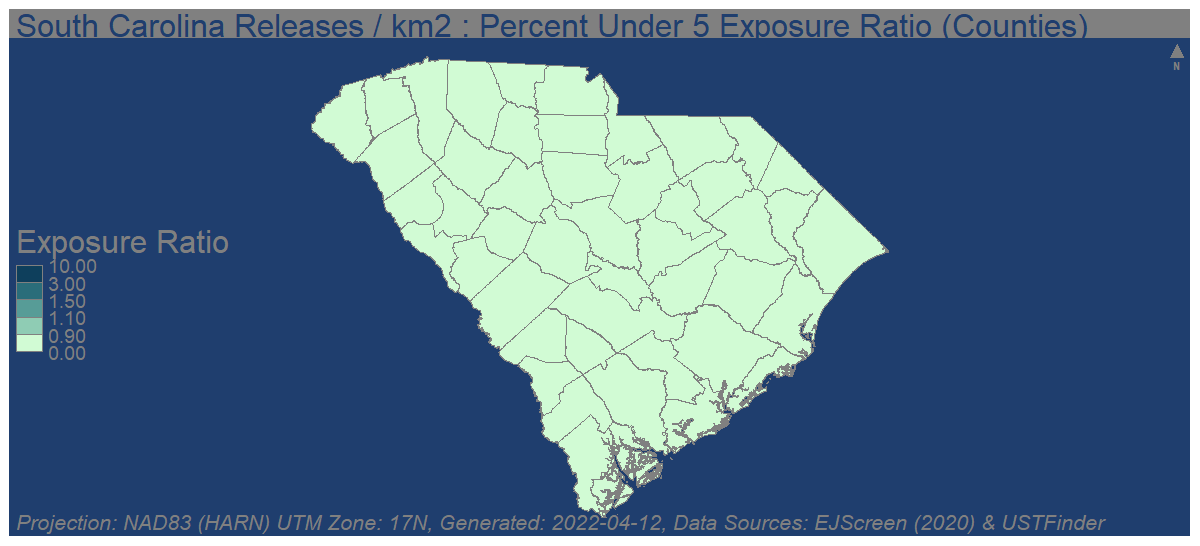 South Carolina Releases / km2 : Percent Under 5 Exposure Ratio (Counties)
N
Exposure Ratio
10.00
3.00
1.50
1.10
0.90
0.00
Projection: NAD83 (HARN) UTM Zone: 17N, Generated: 2022-04-12, Data Sources: EJScreen (2020) & USTFinder